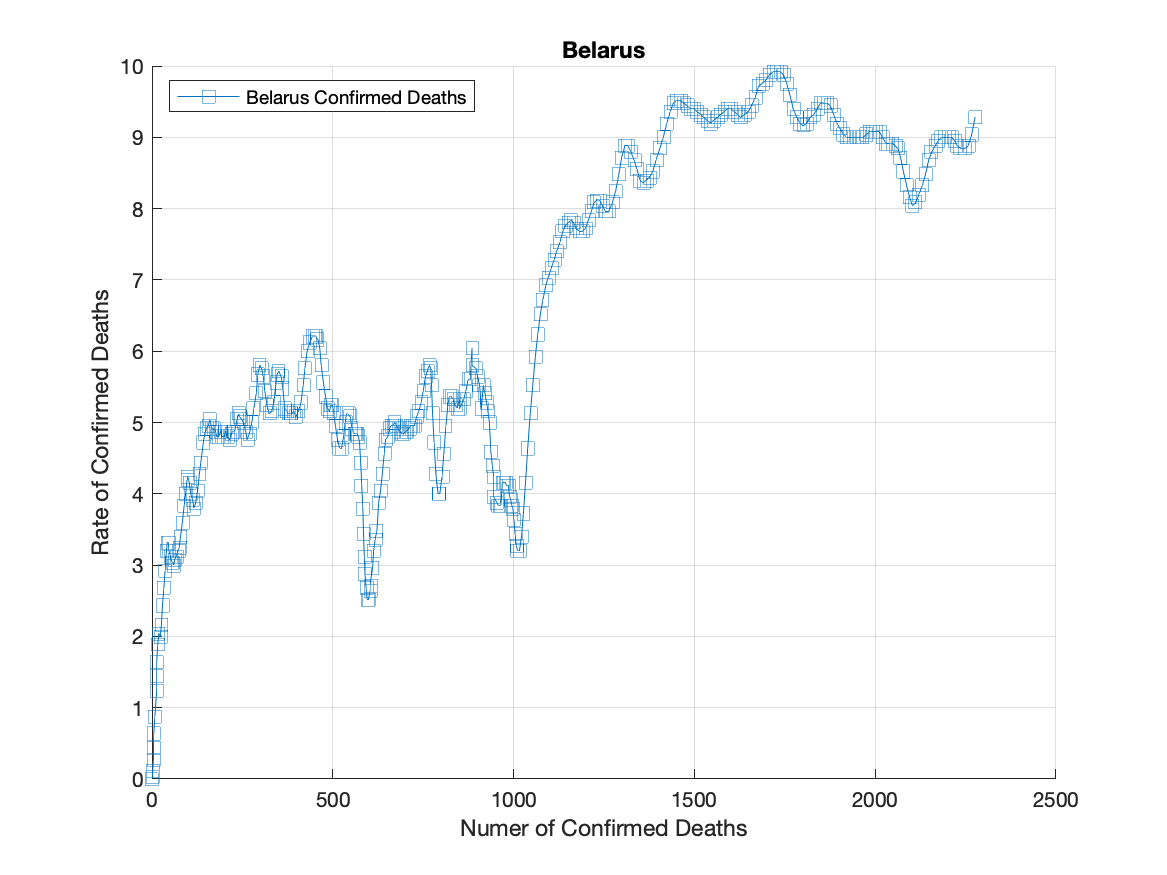 Belarus
Belarus Confirmed Deaths
10
9
8
7
6
5
4
3
2
1
0
Rate of Confirmed Deaths
0 500 1000 1500 2000 2500
Numer of Confirmed Deaths